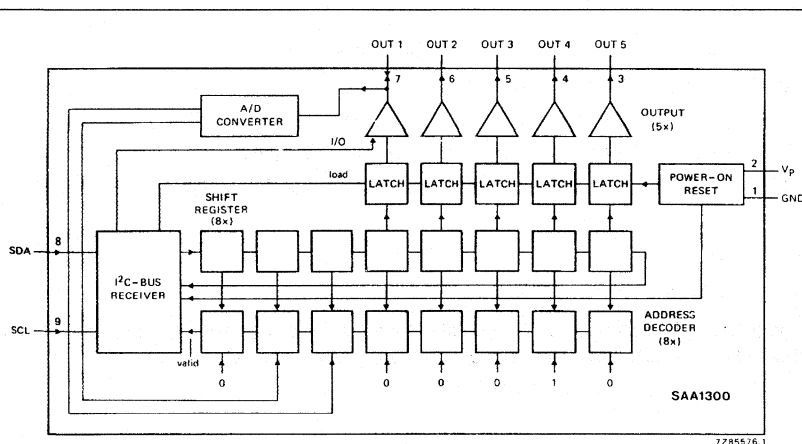 OUT 1 OUT 2 OUT 3 OUT 4 OUT 5
7 6 5 4 3
A/D
CONVERTER
OUTPUT
(5x)
I/O
load
LATCH LATCH LATCH LATCH LATCH
POWER-ON
RESET
2 VP
1 GND
SHIFT
REGISTER
(8x)
SDA 8
I2C-BUS
RECEIVER
SCL 9
valid
ADDRESS
DECODER
(8x)
0 0 0 0 1 0
SAA1300
7Z85576.1